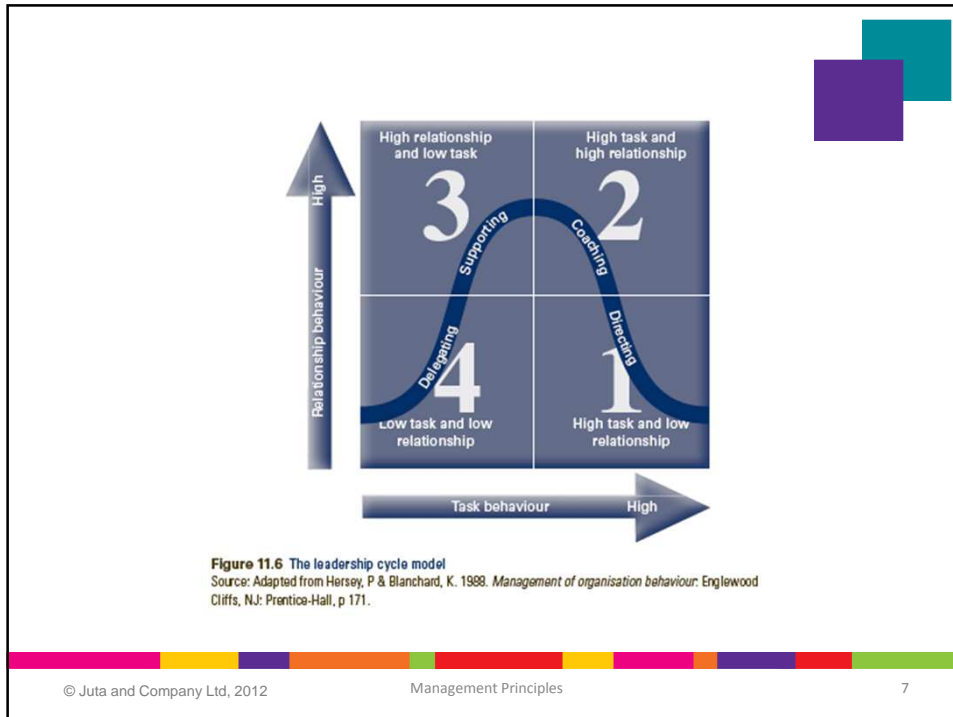 High relationship
and low task
3
High task and
high relationship
2
Supporting
Coaching
Delegating
4
Low task and low
relationship
Directing
1
High task and low
relationship
High
Relationship behaviour
Task behaviour High
Figure 11.6 The leadership cycle model
Source: Adapted from Hersey, P & Blanchard, K. 1988. Management of organisation behaviour: Englewood
Cliffs, NJ: Prentice-Hall, p 171.
© Juta and Company Ltd, 2012 Management Principles 7